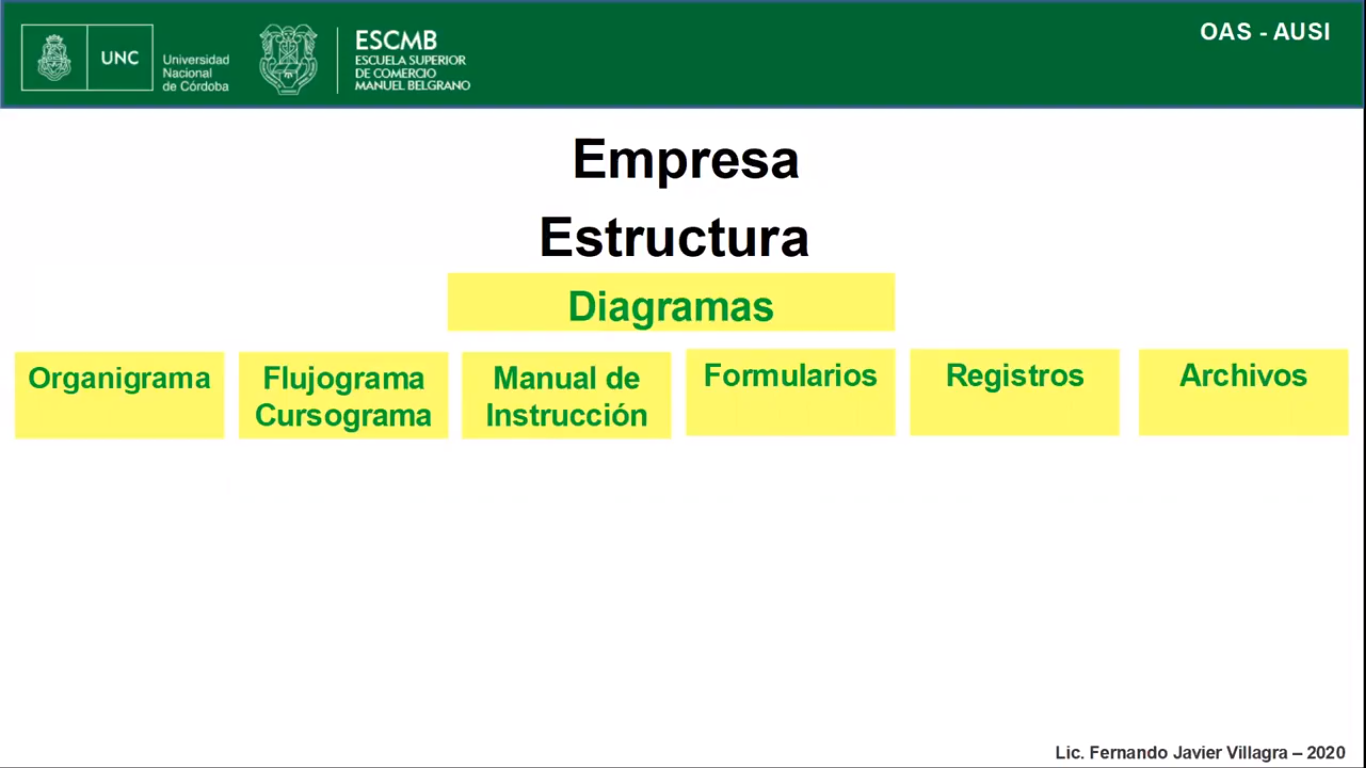 UNC
Universidad
Nacional
de Córdoba
ESCMB
ESCUELA SUPERIOR
DE COMERCIO
MANUEL BELGRANO
OAS - AUSI
Empresa
Estructura
Diagramas
Organigrama
Flujograma
Cursograma
Manual de
Instrucción
Formularios
Registros
Archivos
Lic. Fernando Javier Villagra – 2020